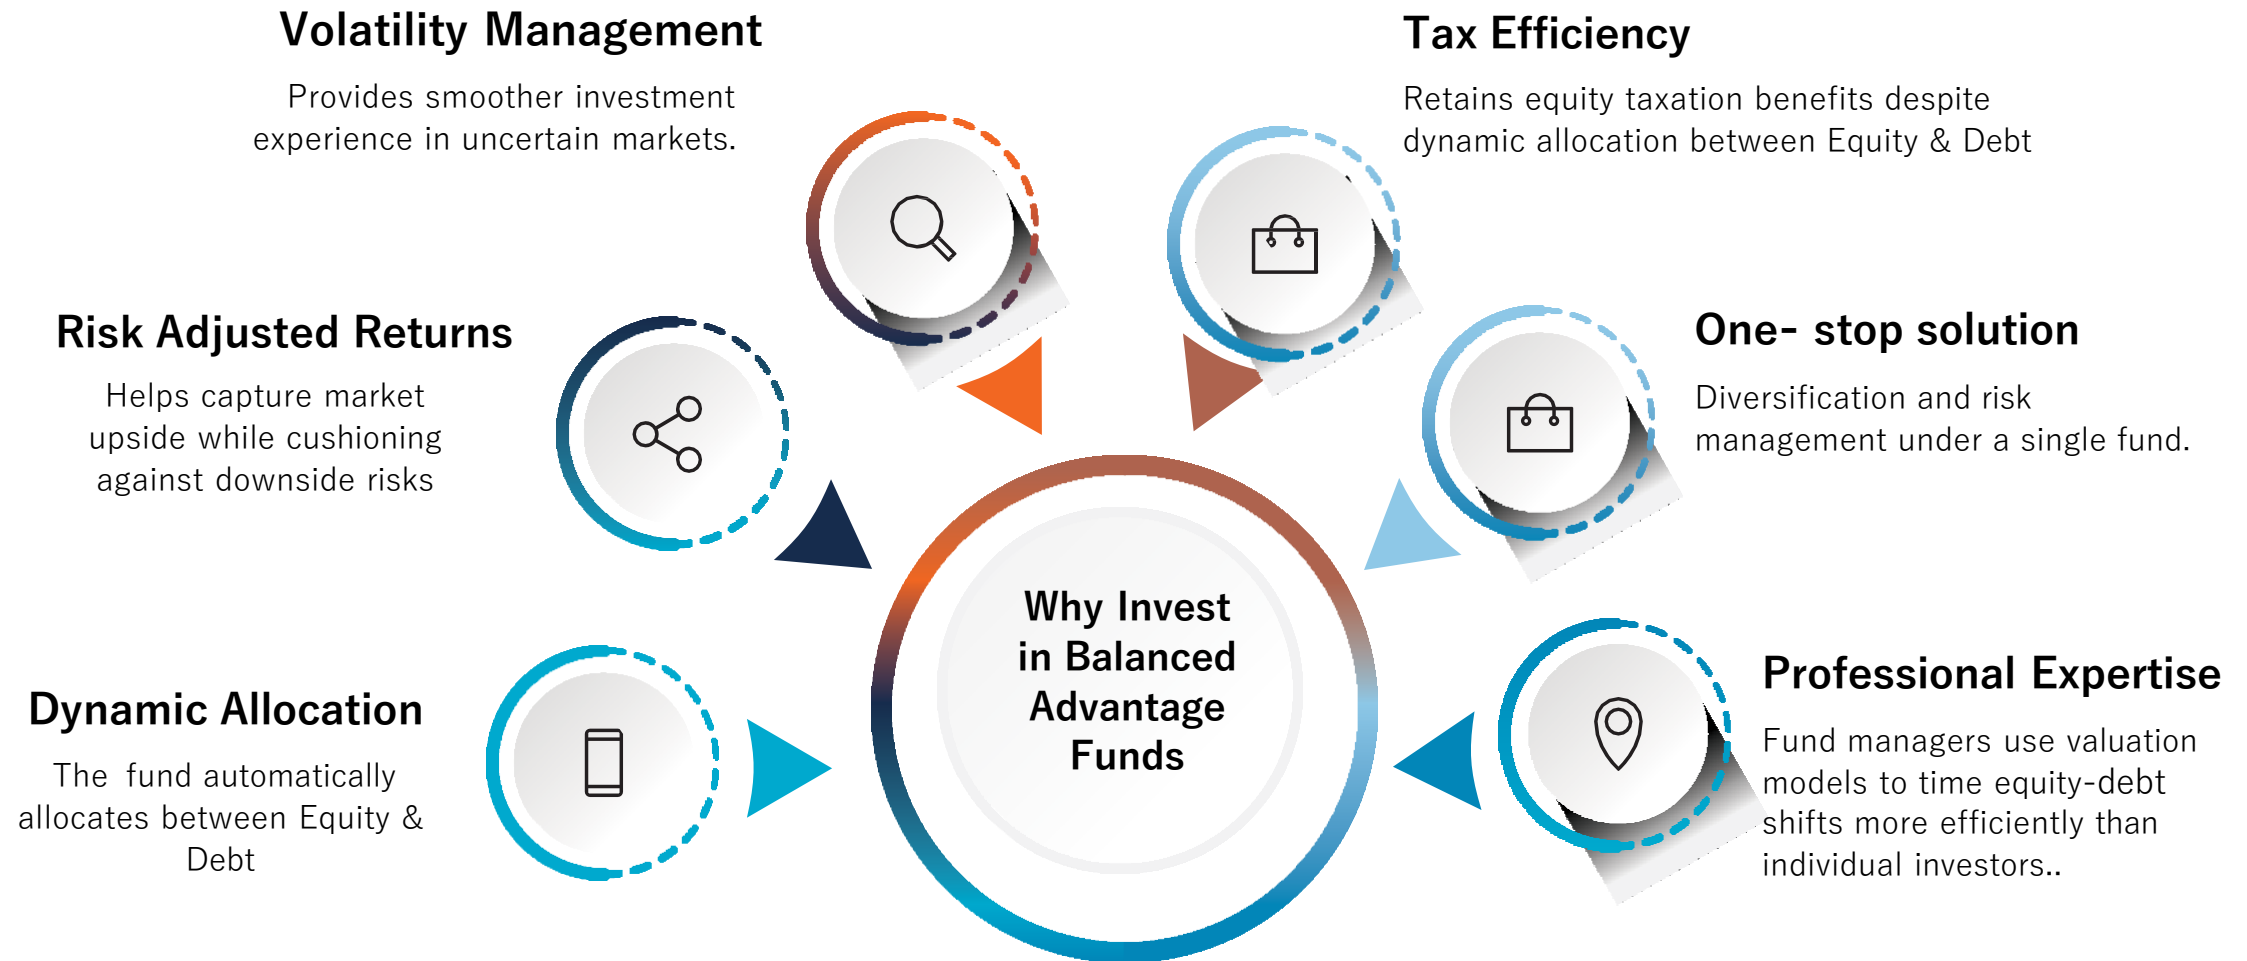 Volatility Management
Provides smoother investment
experience in uncertain markets.
Tax Efficiency
Retains equity taxation benefits despite
dynamic allocation between Equity & Debt
Risk Adjusted Returns
Helps capture market
upside while cushioning
against downside risks
One- stop solution
Diversification and risk
management under a single fund.
Why Invest
in Balanced
Advantage
Funds
Dynamic Allocation
The fund automatically
allocates between Equity &
Debt
Professional Expertise
Fund managers use valuation
models to time equity-debt
shifts more efficiently than
individual investors..